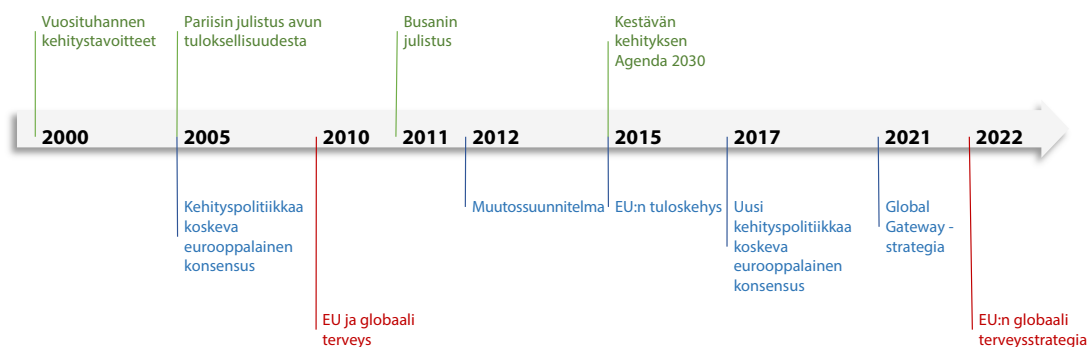 Vuosituhannen
kehitystavoitteet
Pariisin julistus avun
tuloksellisuudesta
Busanin
julistus
Kestävän
kehityksen
Agenda 2030
2000
2005
2010
2011
2012
2015
2017
2021
2022
Kehityspolitiikkaa
koskeva
eurooppalainen
konsensus
Muutossuunnitelma
EU:n tuloskehys
Uusi
kehityspolitiikkaa
koskeva
eurooppalainen
konsensus
Global
Gateway -
strategia
EU ja globaali
terveys
EU:n globaali
terveysstrategia